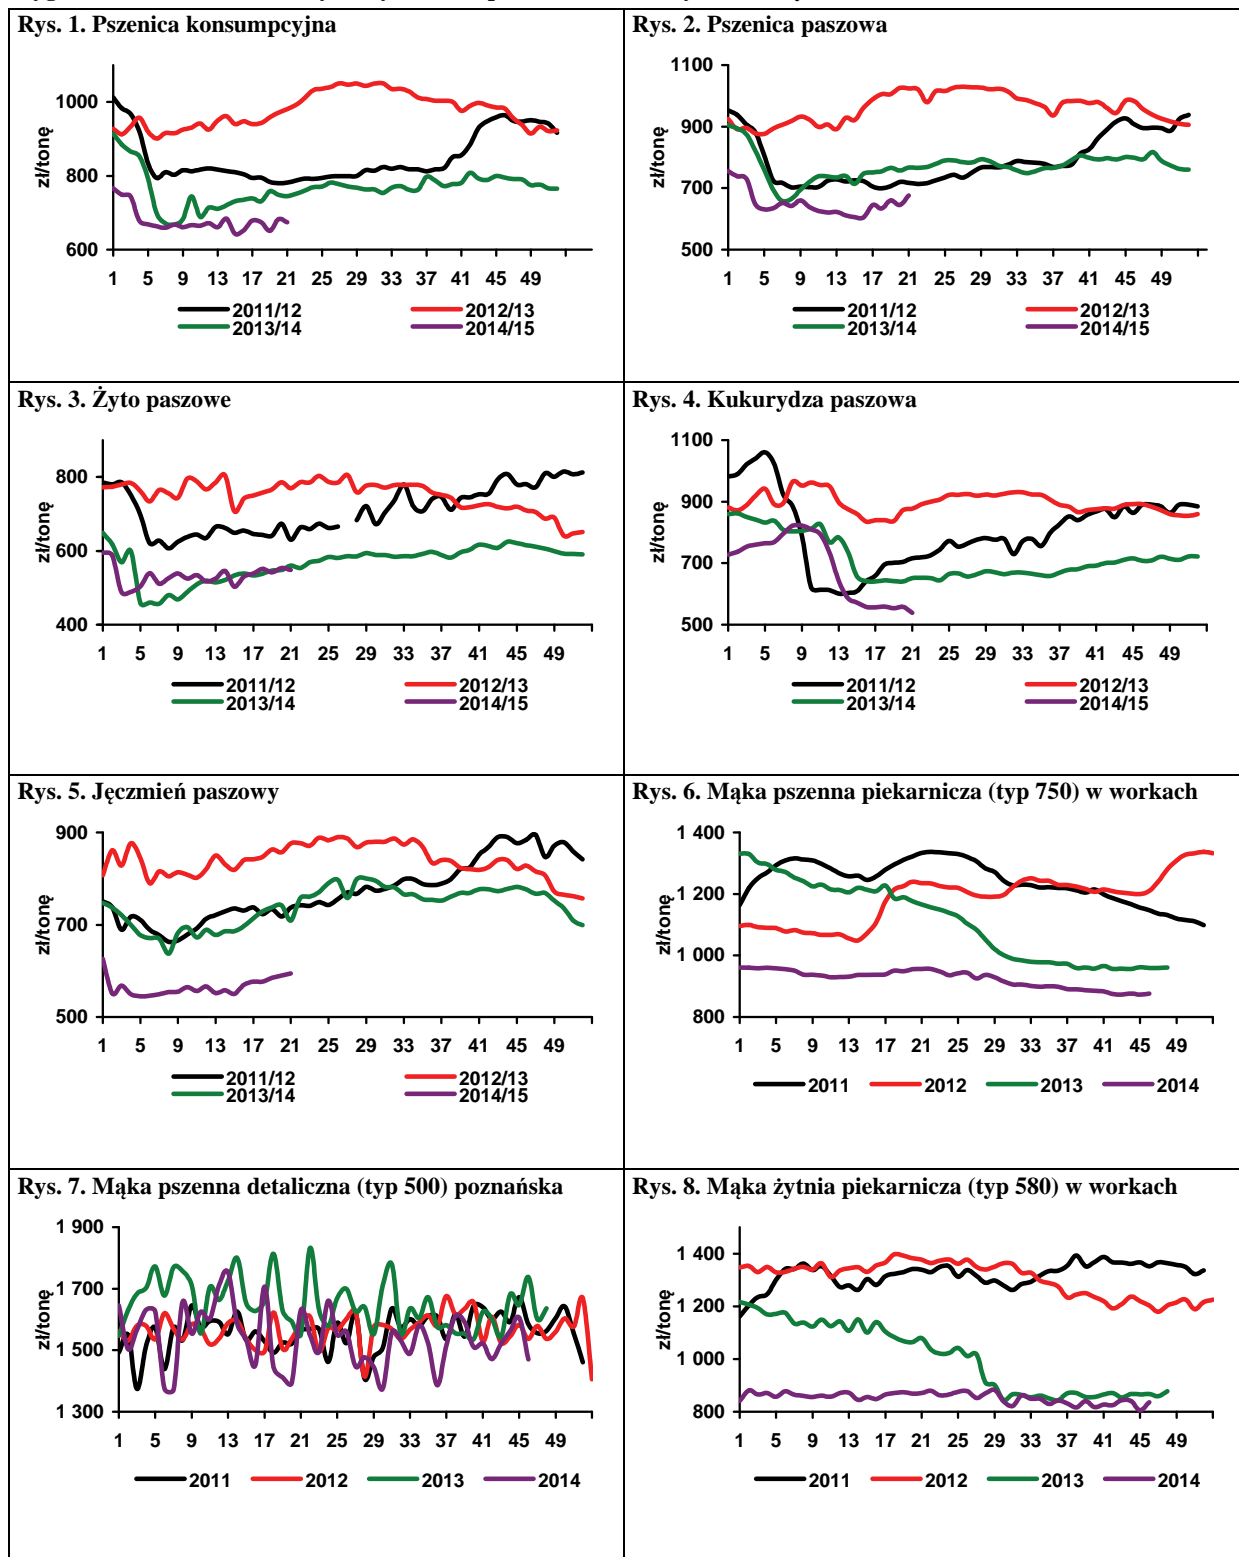 Rys. 1. Pszenica konsumpcyjna
zł/tonę
1000
800
600
1 5 9 13 17 21 25 29 33 37 41 45 49
2011/12 2012/13
2013/14 2014/15
Rys. 2. Pszenica paszowa
zł/tonę
1100
900
700
500
1 5 9 13 17 21 25 29 33 37 41 45 49
2011/12 2012/13
2013/14 2014/15
Rys. 3. Żyto paszowe
zł/tonę
800
600
400
1 5 9 13 17 21 25 29 33 37 41 45 49
2011/12 2012/13
2013/14 2014/15
Rys. 4. Kukurydza paszowa
zł/tonę
1100
900
700
500
1 5 9 13 17 21 25 29 33 37 41 45 49
2011/12 2012/13
2013/14 2014/15
Rys. 5. Jęczmień paszowy
zł/tonę
900
700
500
1 5 9 13 17 21 25 29 33 37 41 45 49
2011/12 2012/13
2013/14 2014/15
Rys. 6. Mąka pszenna piekarnicza (typ 750) w workach
zł/tonę
1 400
1 200
1 000
800
1 5 9 13 17 21 25 29 33 37 41 45 49
2011 2012 2013 2014
Rys. 7. Mąka pszenna detaliczna (typ 500) poznańska
zł/tonę
1 900
1 700
1 500
1 300
1 5 9 13 17 21 25 29 33 37 41 45 49
2011 2012 2013 2014
Rys. 8. Mąka żytnia piekarnicza (typ 580) w workach
zł/tonę
1 400
1 200
1 000
800
1 5 9 13 17 21 25 29 33 37 41 45 49
2011 2012 2013 2014